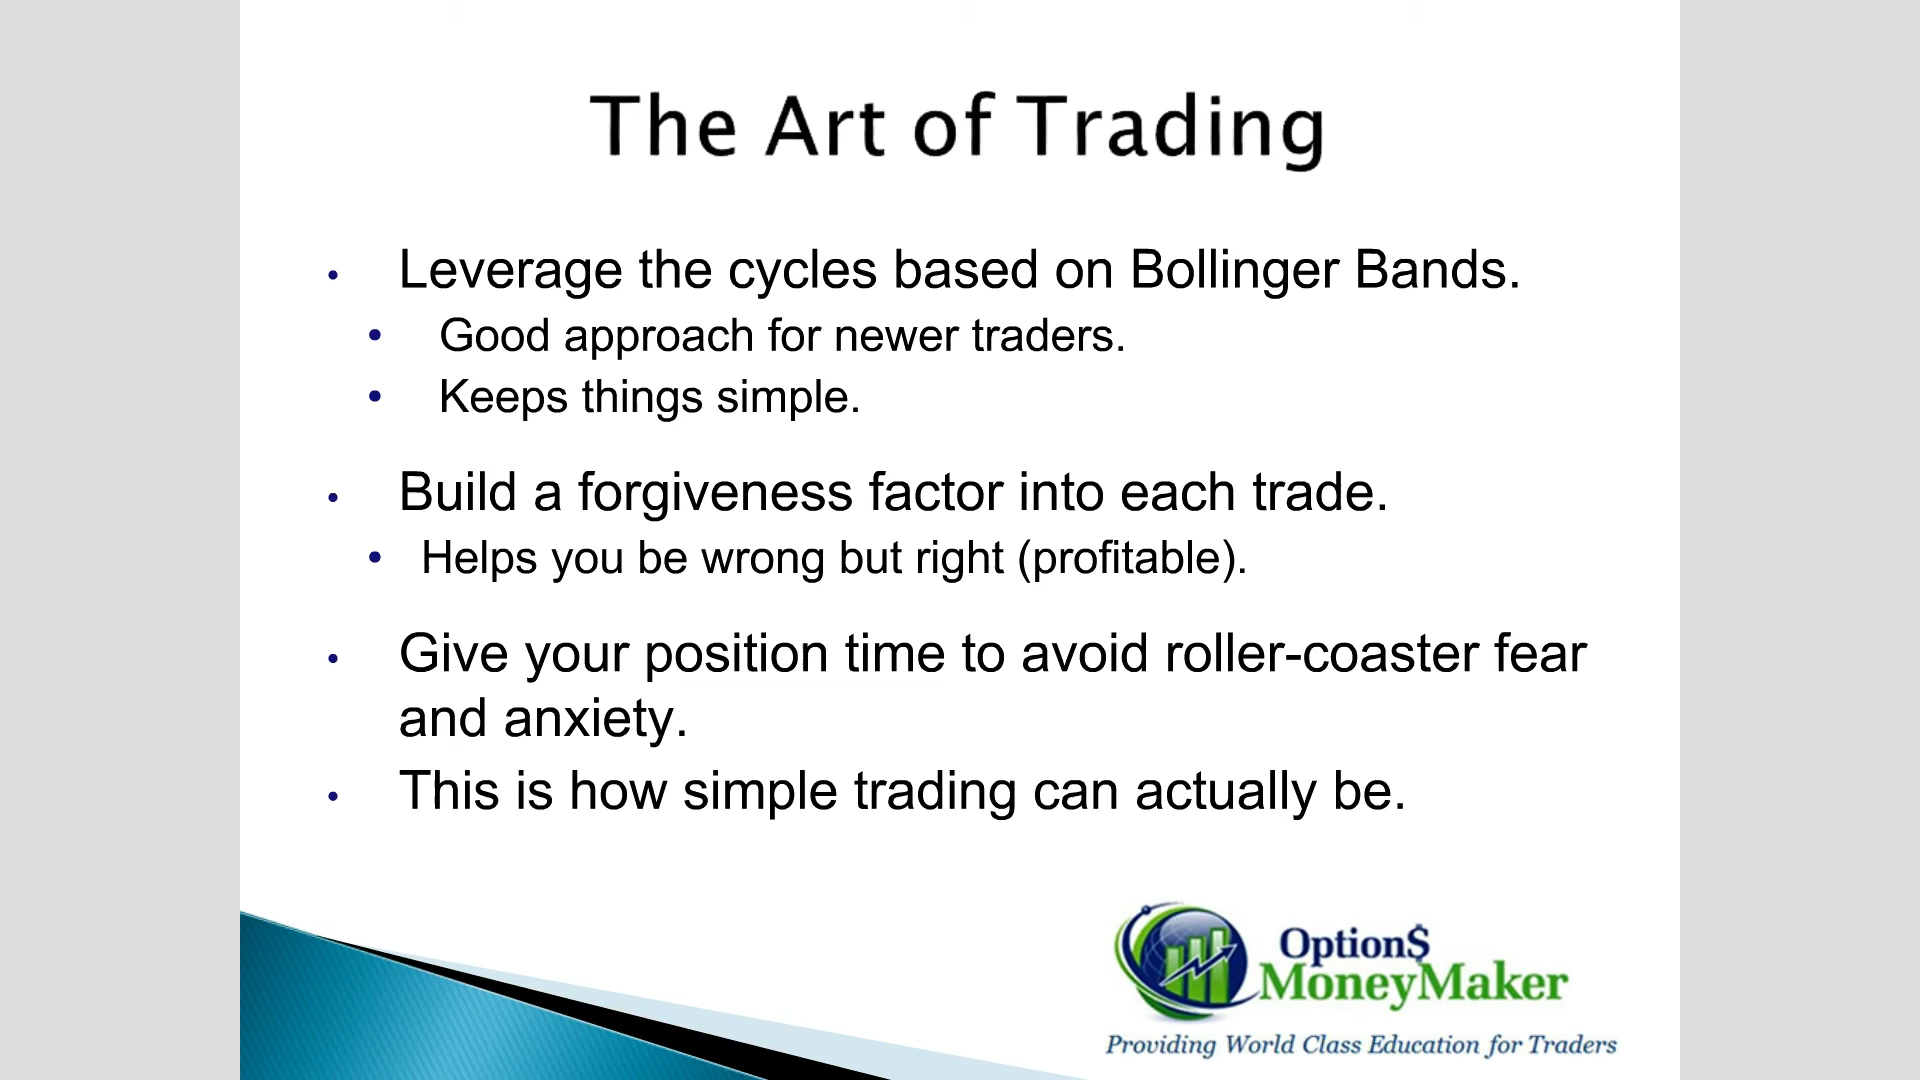 The Art of Trading
• Leverage the cycles based on Bollinger Bands.
• Good approach for newer traders.
• Keeps things simple.
• Build a forgiveness factor into each trade.
• Helps you be wrong but right (profitable).
• Give your position time to avoid roller-coaster fear
and anxiety.
• This is how simple trading can actually be.
Option$
MoneyMaker
Providing World Class Education for Traders